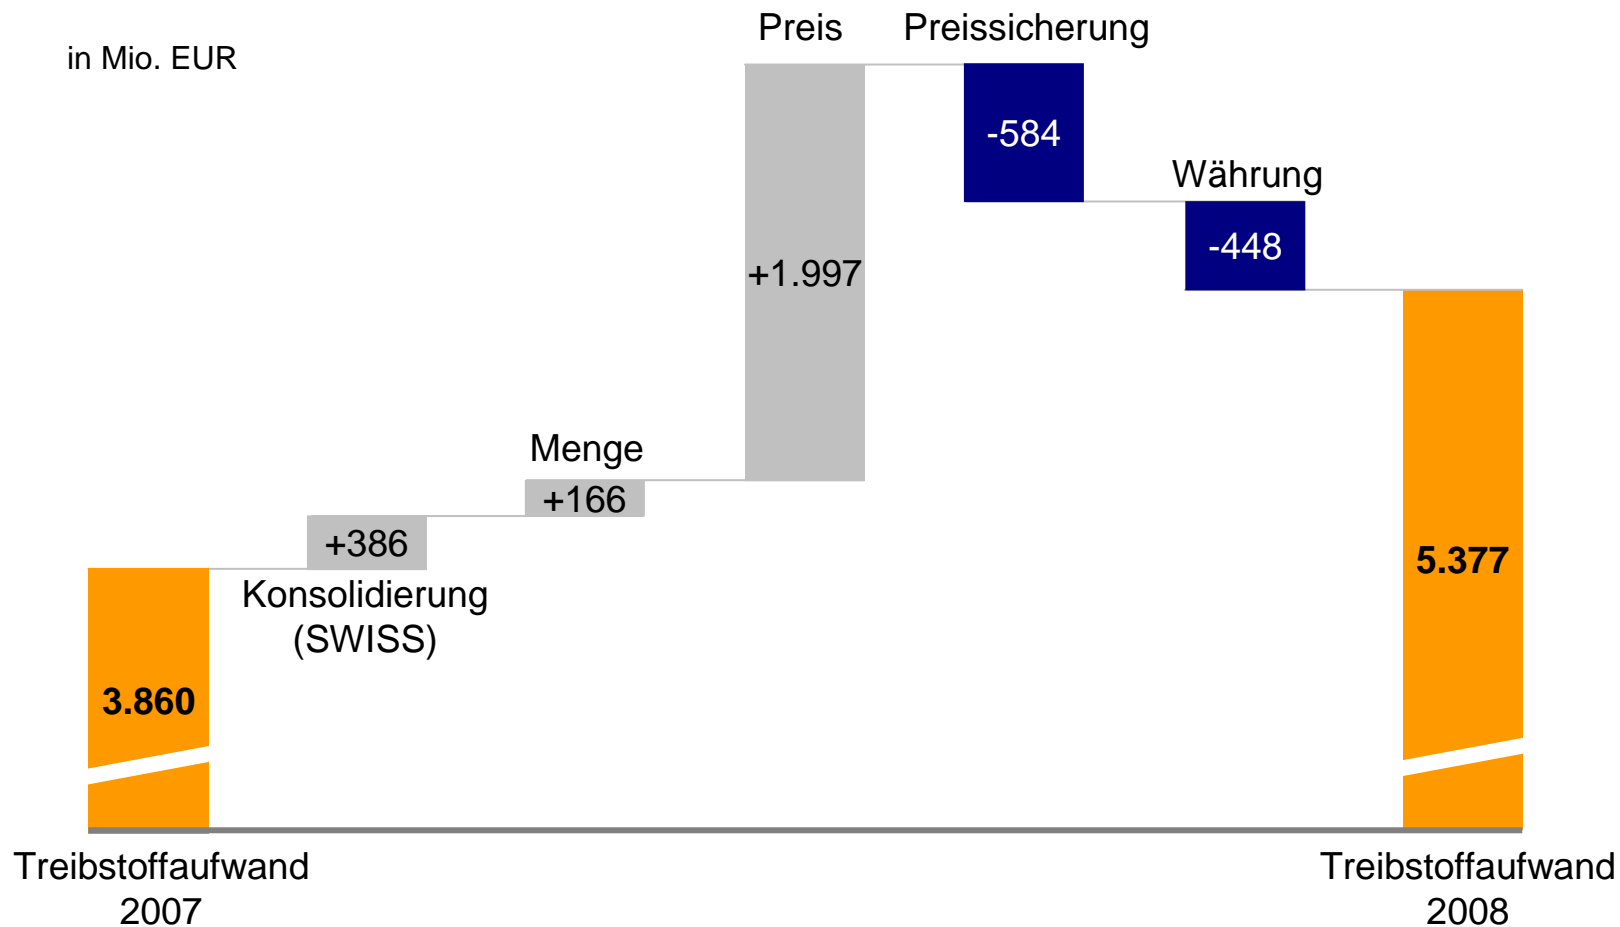 in Mio. EUR
Preis
Preissicherung
-584
Währung
-448
+1.997
Menge
+166
+386
Konsolidierung
(SWISS)
3.860
5.377
Treibstoffaufwand
2007
Treibstoffaufwand
2008